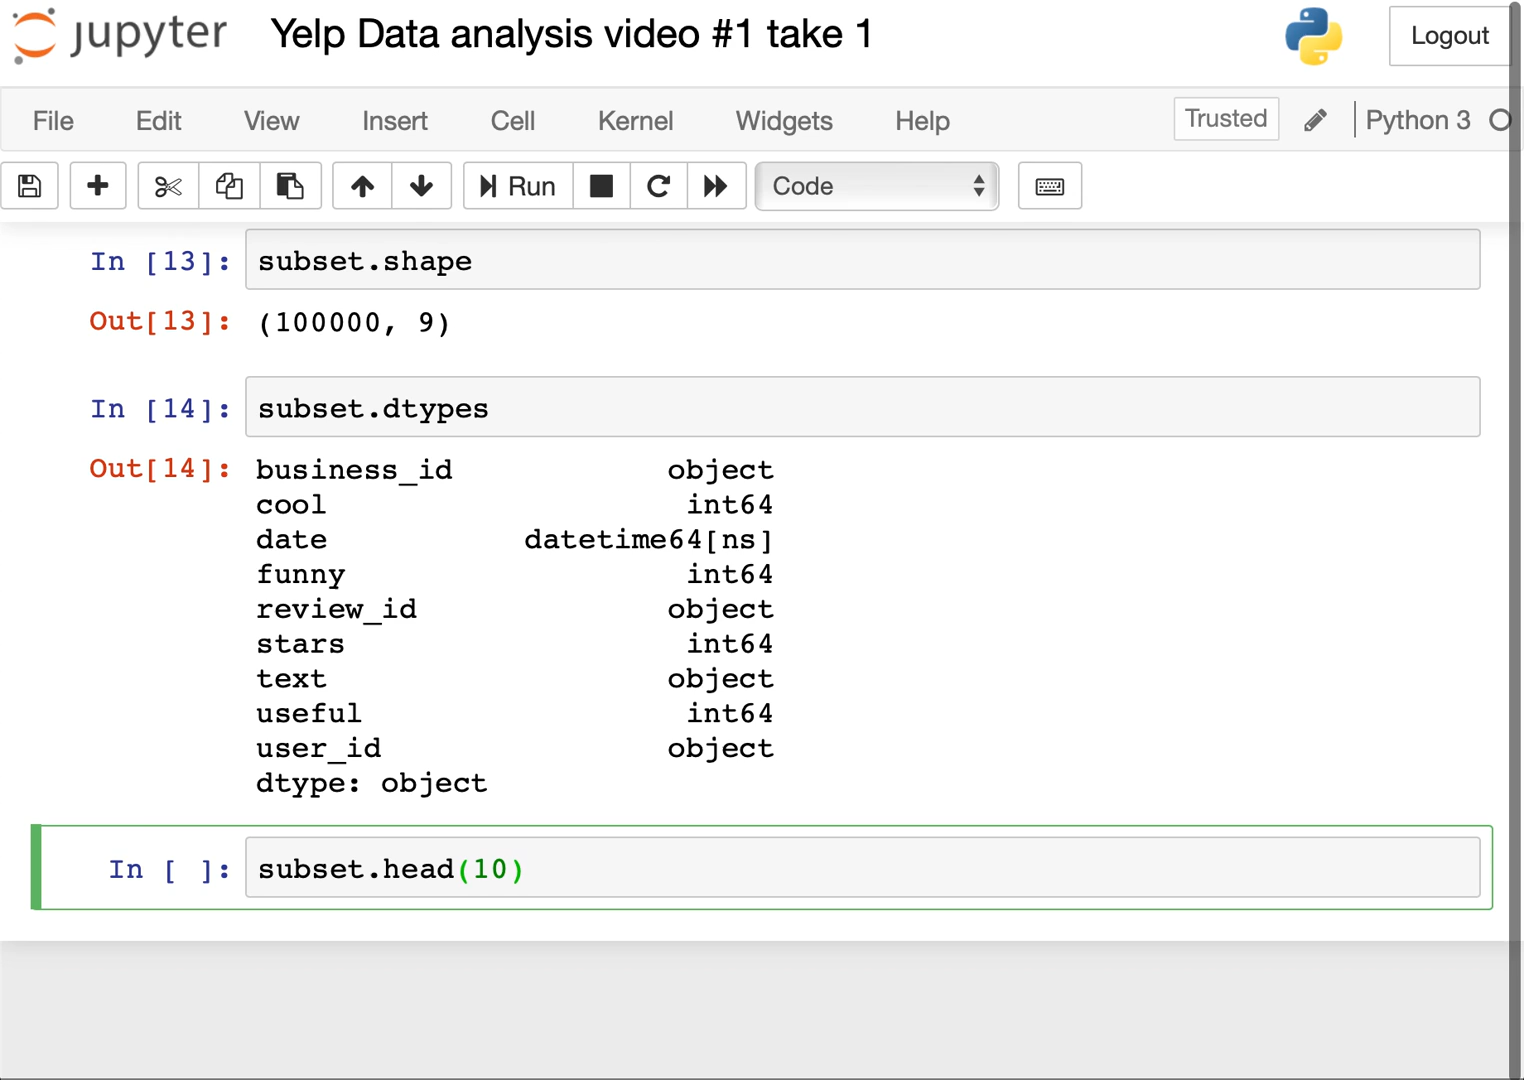 jupyter Yelp Data analysis video #1 take 1 Logout
File Edit View Insert Cell Kernel Widgets Help Trusted Python 3
Run Code
In [13]: subset.shape
Out[13]: (100000, 9)
In [14]: subset.dtypes
Out[14]: business_id object
cool int64
date datetime64[ns]
funny int64
review_id object
stars int64
text object
useful int64
user_id object
dtype: object
In [ ]: subset.head(10)